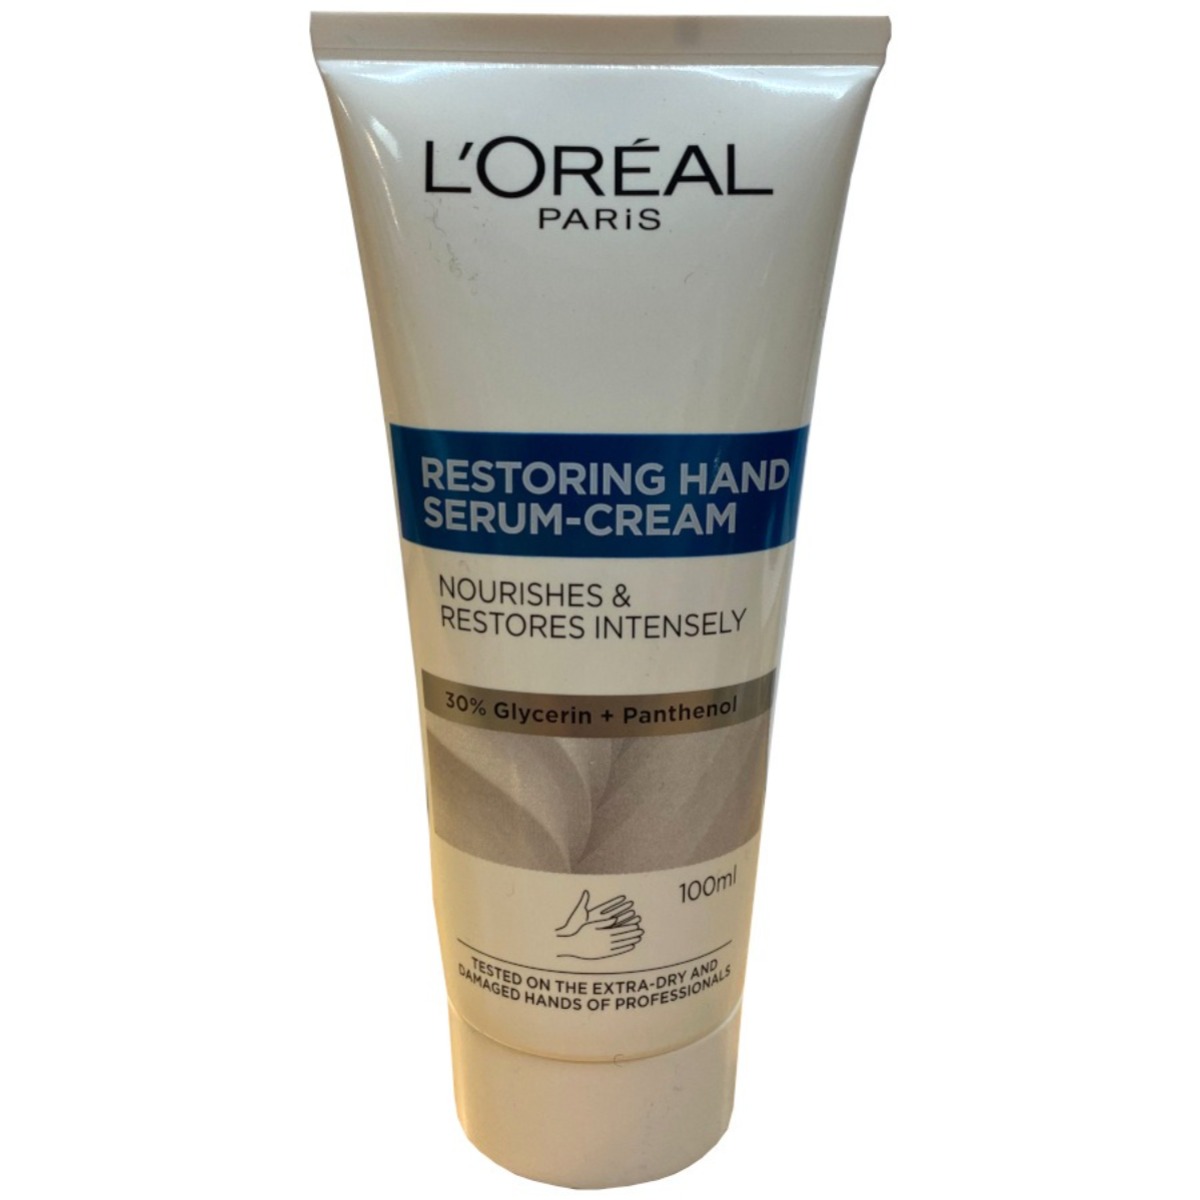 L'ORÉAL
PARiS
RESTORING HAND
SERUM-CREAM
NOURISHES &
RESTORES INTENSELY
30% Glycerin + Panthenol
100ml
TESTED ON THE EXTRA-DRY AND
DAMAGED HANDS OF PROFESSIONALS